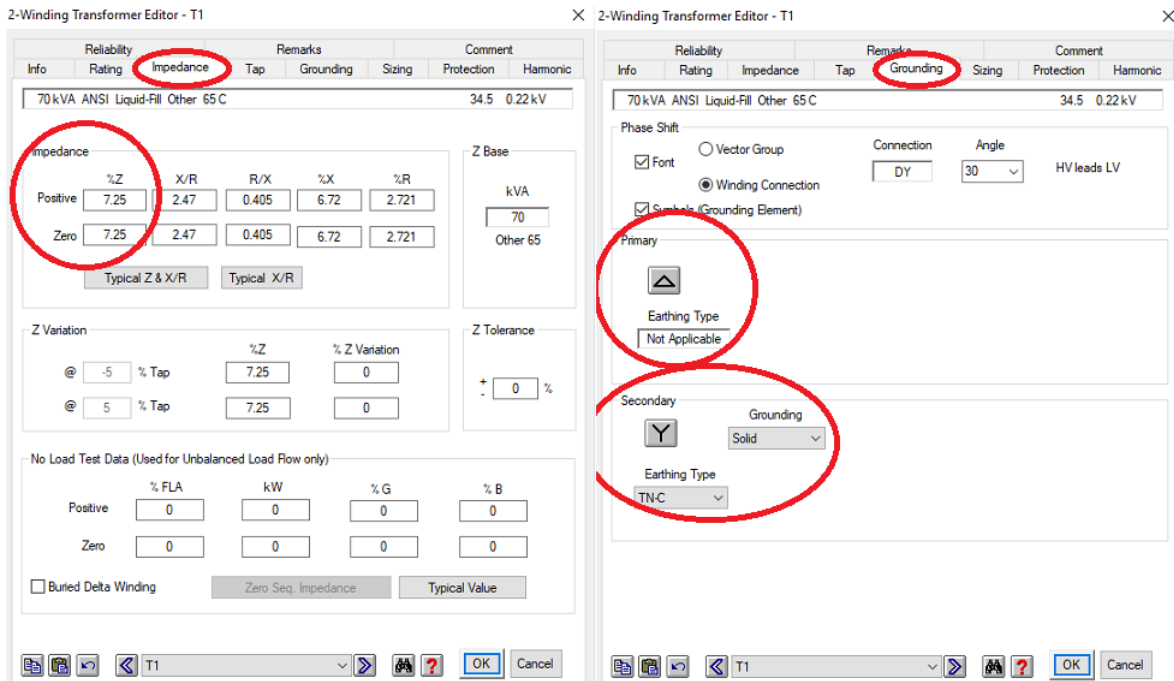 2-Winding Transformer Editor - T1
Reliability Remarks Comment
Info Rating Impedance Tap Grounding Sizing Protection Harmonic
70 kVA ANSI Liquid-Fill Other 65 C 34.5 0.22 kV
Impedance
%Z X/R R/X %X %R
Positive 7.25 2.47 0.405 6.72 2.721
Zero 7.25 2.47 0.405 6.72 2.721
Typical Z & X/R Typical X/R
Z Base
kVA
70
Other 65
Z Variation
%Z % Z Variation
@ -5 % Tap 7.25 0
@ 5 % Tap 7.25 0
Z Tolerance
+ - 0 %
No Load Test Data (Used for Unbalanced Load Flow only)
% FLA kW % G % B
Positive 0 0 0 0
Zero 0 0 0 0
Buried Delta Winding Zero Seq. Impedance Typical Value
T1 ? OK Cancel
2-Winding Transformer Editor - T1
Reliability Remarks Comment
Info Rating Impedance Tap Grounding Sizing Protection Harmonic
70 kVA ANSI Liquid-Fill Other 65 C 34.5 0.22 kV
Phase Shift
Font Vector Group Connection Angle
Winding Connection DY 30 HV leads LV
Symbols (Grounding Element)
Primary
Earthing Type
Not Applicable
Secondary
Grounding
Y Solid
Earthing Type
TN-C
T1 ? OK Cancel